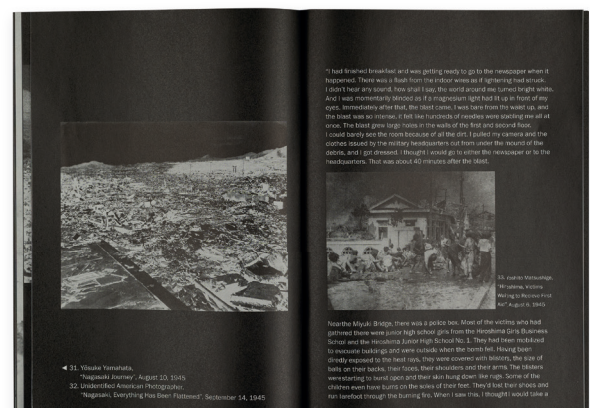 ◀ 31. Yōsuke Yamahata,
"Nagasaki Journey", August 10, 1945
32. Unidentified American Photographer,
"Nagasaki, Everything Has Been Flattened", September 14, 1945
"I had finished breakfast and was getting ready to go to the newspaper when it
happened. There was a flash from the indoor wires as if lightening had struck.
I didn't hear any sound, how shall I say, the world around me turned bright white.
And I was momentarily blinded as if a magnesium light had lit up in front of my
eyes. Immediately after that, the blast came. I was bare from the waist up, and
the blast was so intense, it felt like hundreds of needles were stabbing me all at
once. The blast grew large holes in the walls of the first and second floor.
I could barely see the room because of all the dirt. I pulled my camera and the
clothes issued by the military headquarters out from under the mound of the
debris, and I got dressed. I thought I would go to either the newspaper or to the
headquarters. That was about 40 minutes after the blast.
33. Yoshito Matsushige,
"Hiroshima, Victims
Waiting to Recieve First
Aid" August 6, 1945
Near the Miyuki Bridge, there was a police box. Most of the victims who had
gathered there were junior high school girls from the Hiroshima Girls Business
School and the Hiroshima Junior High School No. 1. They had been mobilized
to evacuate buildings and were outside when the bomb fell. Having been
directly exposed to the heat rays, they were covered with blisters, the size of
balls on their backs, their faces, their shoulders and their arms. The blisters
were starting to burst open and their skin hung down like rugs. Some of the
children even have burns on the soles of their feet. They'd lost their shoes and
run barefoot through the burning fire. When I saw this, I thought I would take a